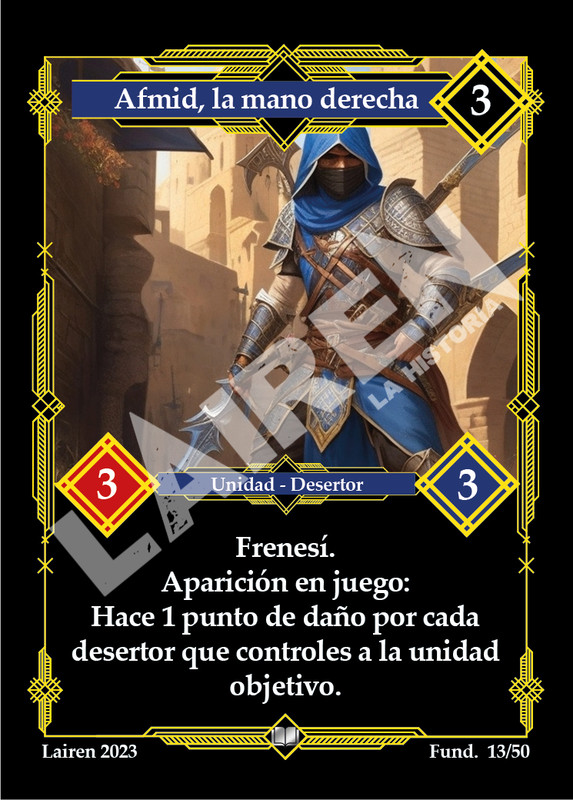 Afmid, la mano derecha
3
LAIREN
LA HISTORIA
3
Unidad - Desertor
3
Frenesí.
Aparición en juego:
Hace 1 punto de daño por cada
desertor que controles a la unidad
objetivo.
Lairen 2023
Fund. 13/50